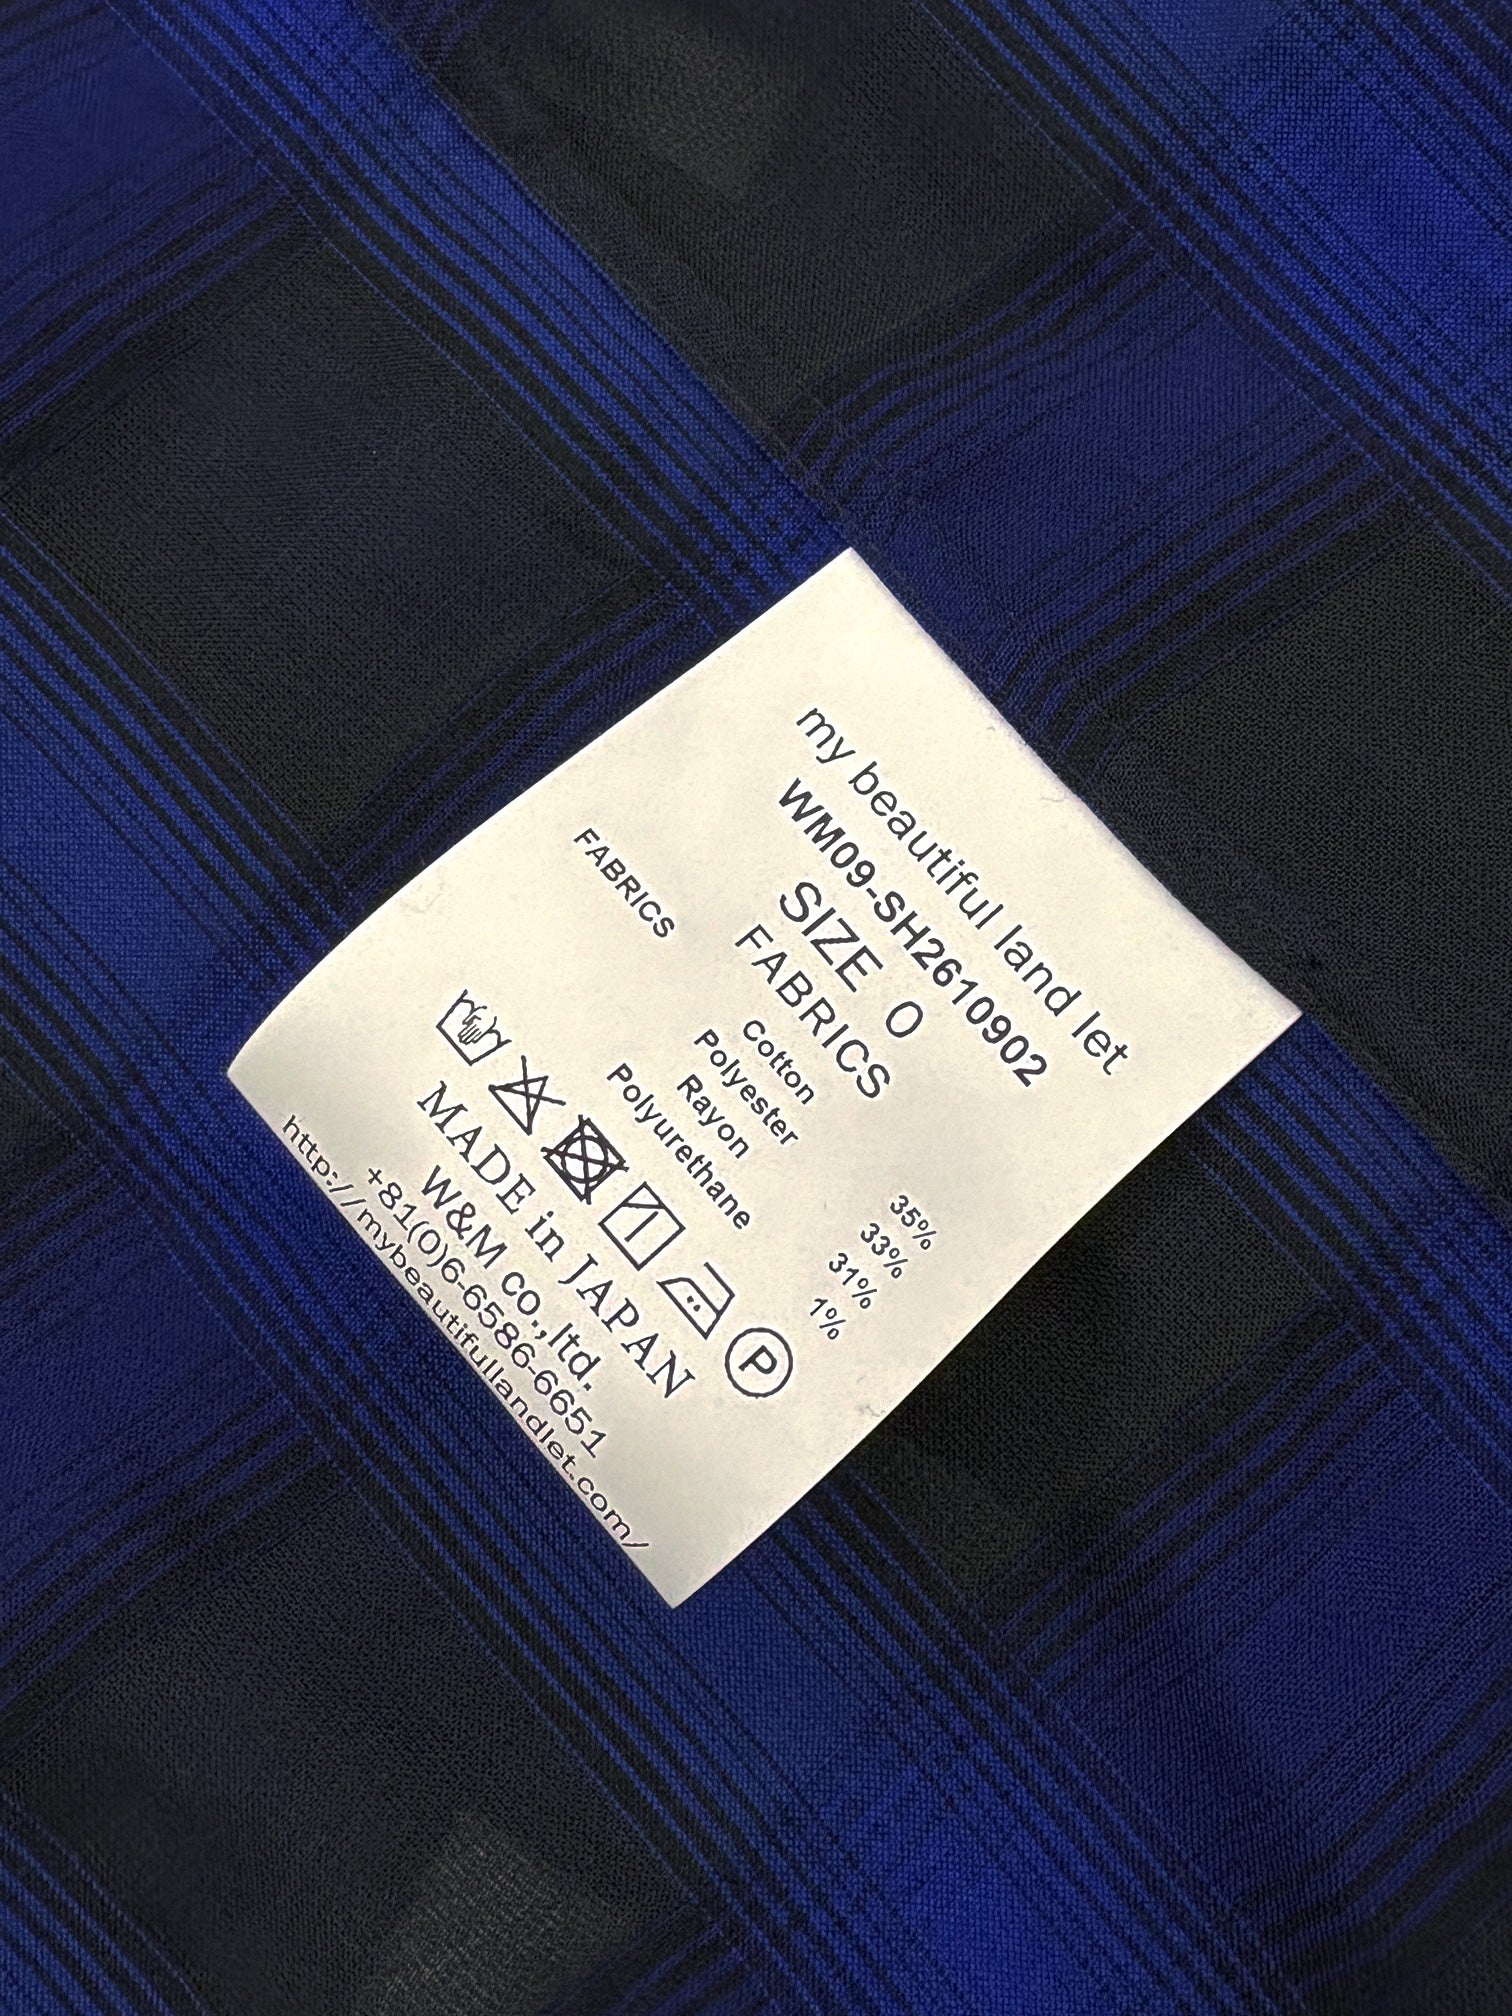 my beautiful land let
WM09-SH2610902
SIZE 0
FABRICS
FABRICS
Cotton 35%
Polyester 33%
Rayon 31%
Polyurethane 1%
P
MADE in JAPAN
W&M co.,ltd.
+81(0)6-6586-6651
http://mybeautifullandlet.com/